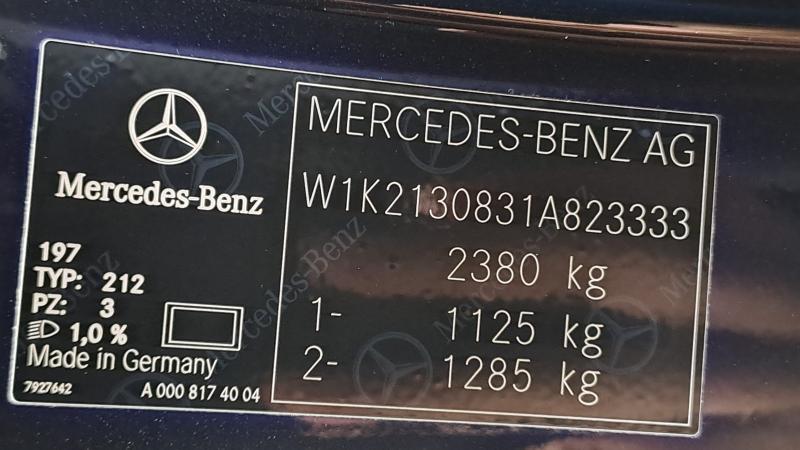 Mercedes-Benz
197
TYP: 212
PZ: 3
1,0 %
Made in Germany
7927642
A 000 817 40 04
MERCEDES-BENZ AG
W1K2130831A823333
2380 kg
1- 1125 kg
2- 1285 kg